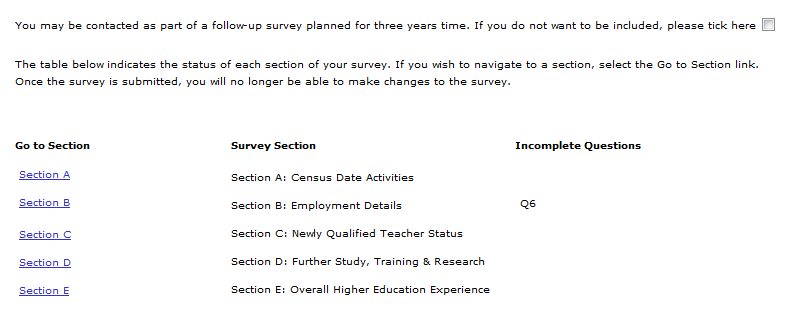 You may be contacted as part of a follow-up survey planned for three years time. If you do not want to be included, please tick here
The table below indicates the status of each section of your survey. If you wish to navigate to a section, select the Go to Section link.
Once the survey is submitted, you will no longer be able to make changes to the survey.
Go to Section Survey Section Incomplete Questions
Section A Section A: Census Date Activities
Section B Section B: Employment Details Q6
Section C Section C: Newly Qualified Teacher Status
Section D Section D: Further Study, Training & Research
Section E Section E: Overall Higher Education Experience